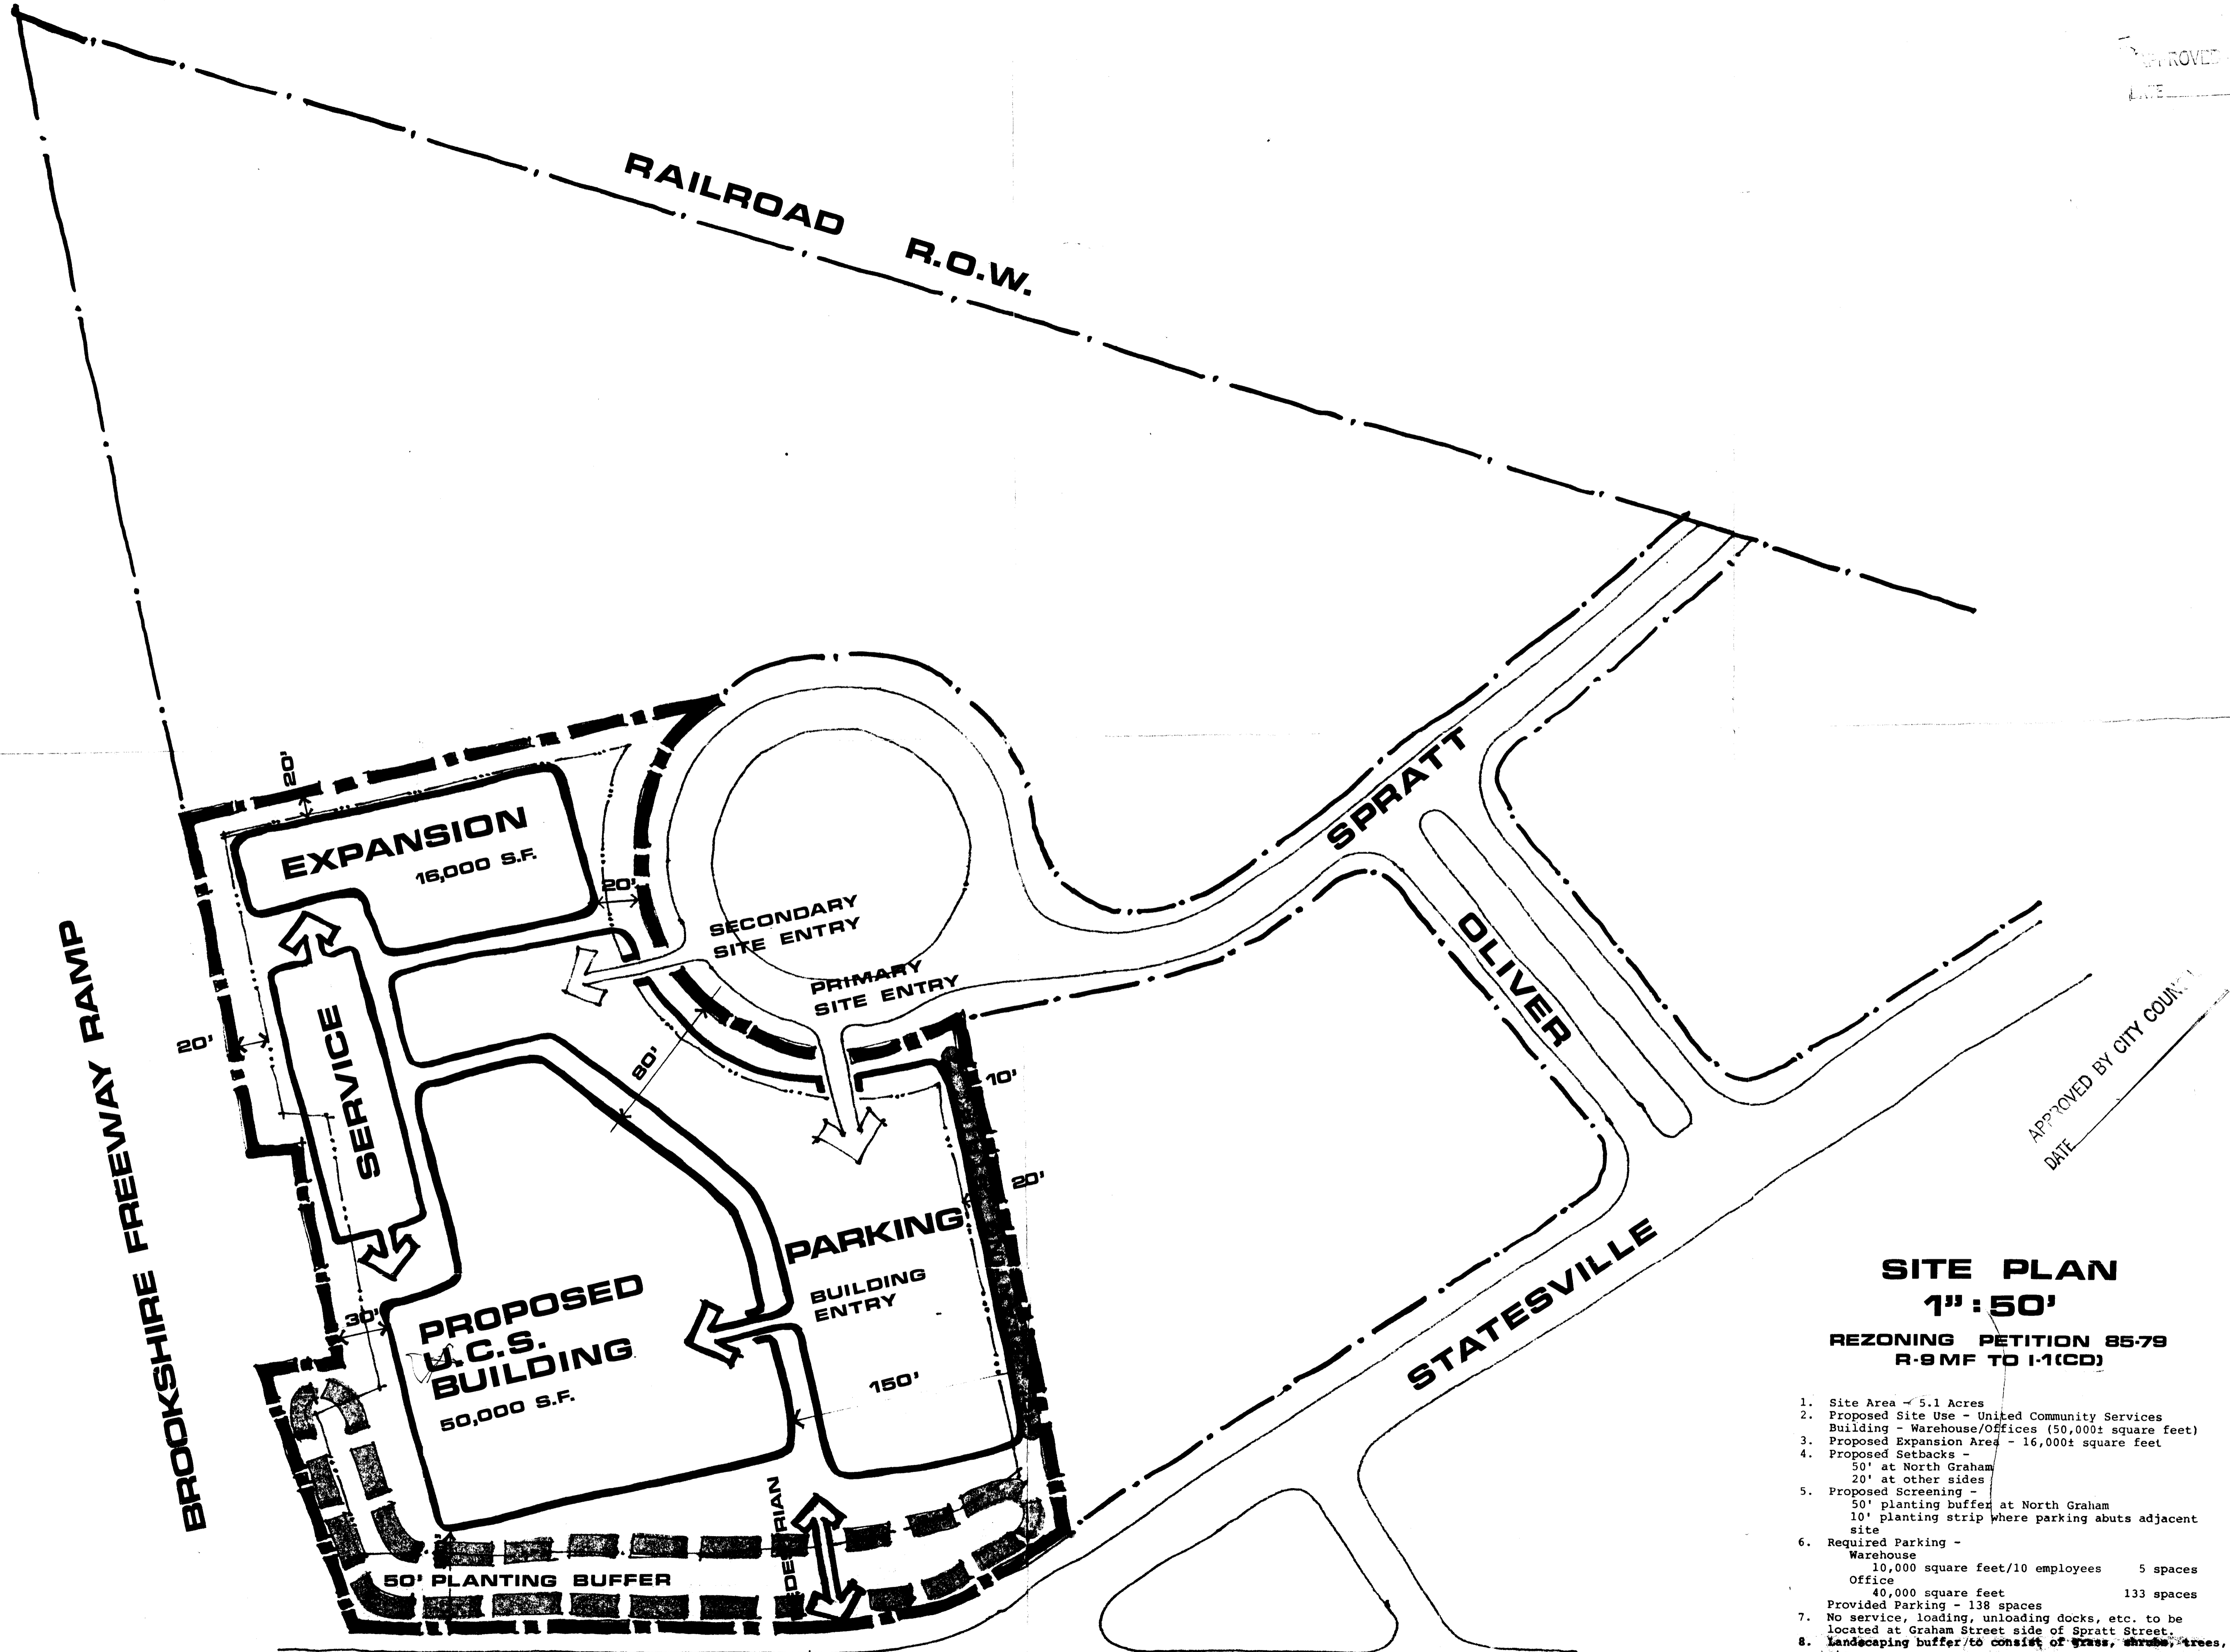 APPROVED
DATE
RAILROAD R.O.W.
20'
EXPANSION
16,000 S.F.
20'
SECONDARY
SITE ENTRY
PRIMARY
SITE ENTRY
SPRATT
OLIVER
BROOKSHIRE FREEWAY RAMP
20'
SERVICE
80'
10'
20'
PARKING
BUILDING
ENTRY
30'
PROPOSED
U.C.S.
BUILDING
50,000 S.F.
150'
STATESVILLE
50' PLANTING BUFFER
APPROVED BY CITY
DATE
SITE PLAN
1":50'
REZONING PETITION 85-79
R-9MF TO I-1(CD)
1. Site Area - 5.1 Acres
2. Proposed Site Use - United Community Services
Building - Warehouse/Offices (50,000± square feet)
3. Proposed Expansion Area - 16,000± square feet
4. Proposed Setbacks -
50' at North Graham
20' at other sides
5. Proposed Screening -
50' planting buffer at North Graham
10' planting strip where parking abuts adjacent
site
6. Required Parking -
Warehouse
10,000 square feet/10 employees 5 spaces
Office
40,000 square feet 133 spaces
Provided Parking - 138 spaces
7. No service, loading, unloading docks, etc. to be
located at Graham Street side of Spratt Street.
8. Landscaping buffer to consist of grass, shrubs, trees,